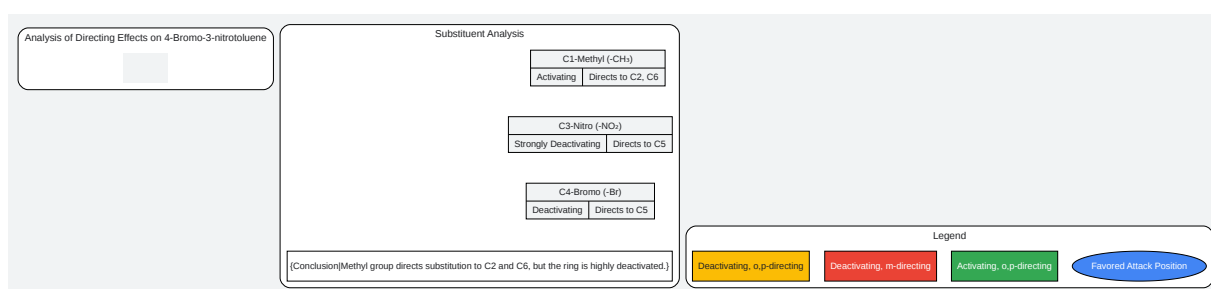 Analysis of Directing Effects on 4-Bromo-3-nitrotoluene
Substituent Analysis
C1-Methyl (-CH₃)
Activating
Directs to C2, C6
C3-Nitro (-NO₂)
Strongly Deactivating
Directs to C5
C4-Bromo (-Br)
Deactivating
Directs to C5
{Conclusion|Methyl group directs substitution to C2 and C6, but the ring is highly deactivated.}
Legend
Deactivating, o,p-directing
Deactivating, m-directing
Activating, o,p-directing
Favored Attack Position